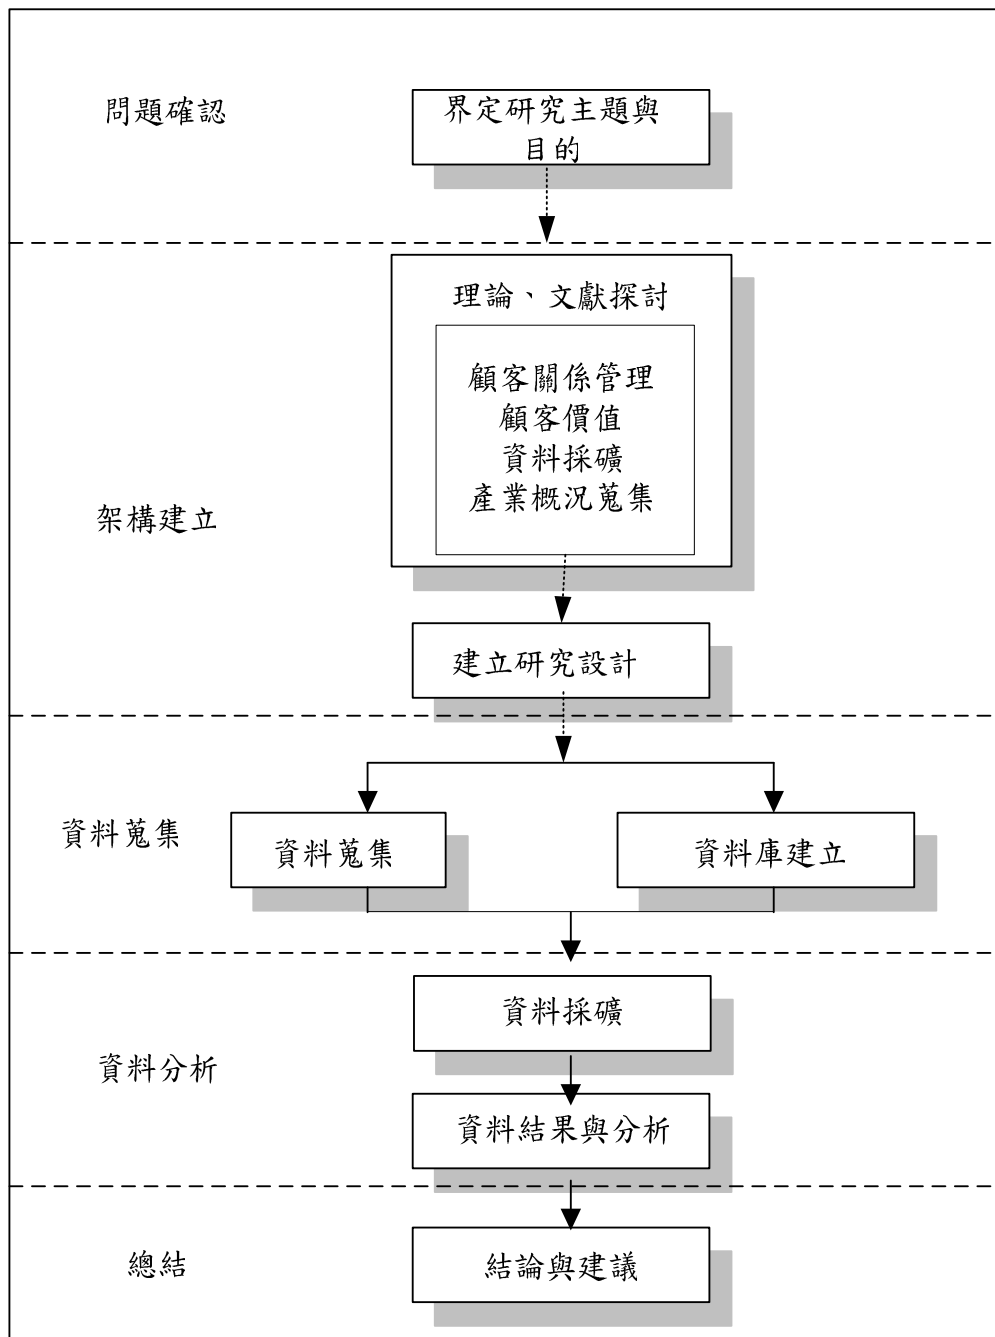 問題確認
界定研究主題與
目的
理論、文獻探討
顧客關係管理
顧客價值
資料採礦
產業概況蒐集
架構建立
建立研究設計
資料蒐集
資料蒐集
資料庫建立
資料採礦
資料分析
資料結果與分析
總結
結論與建議